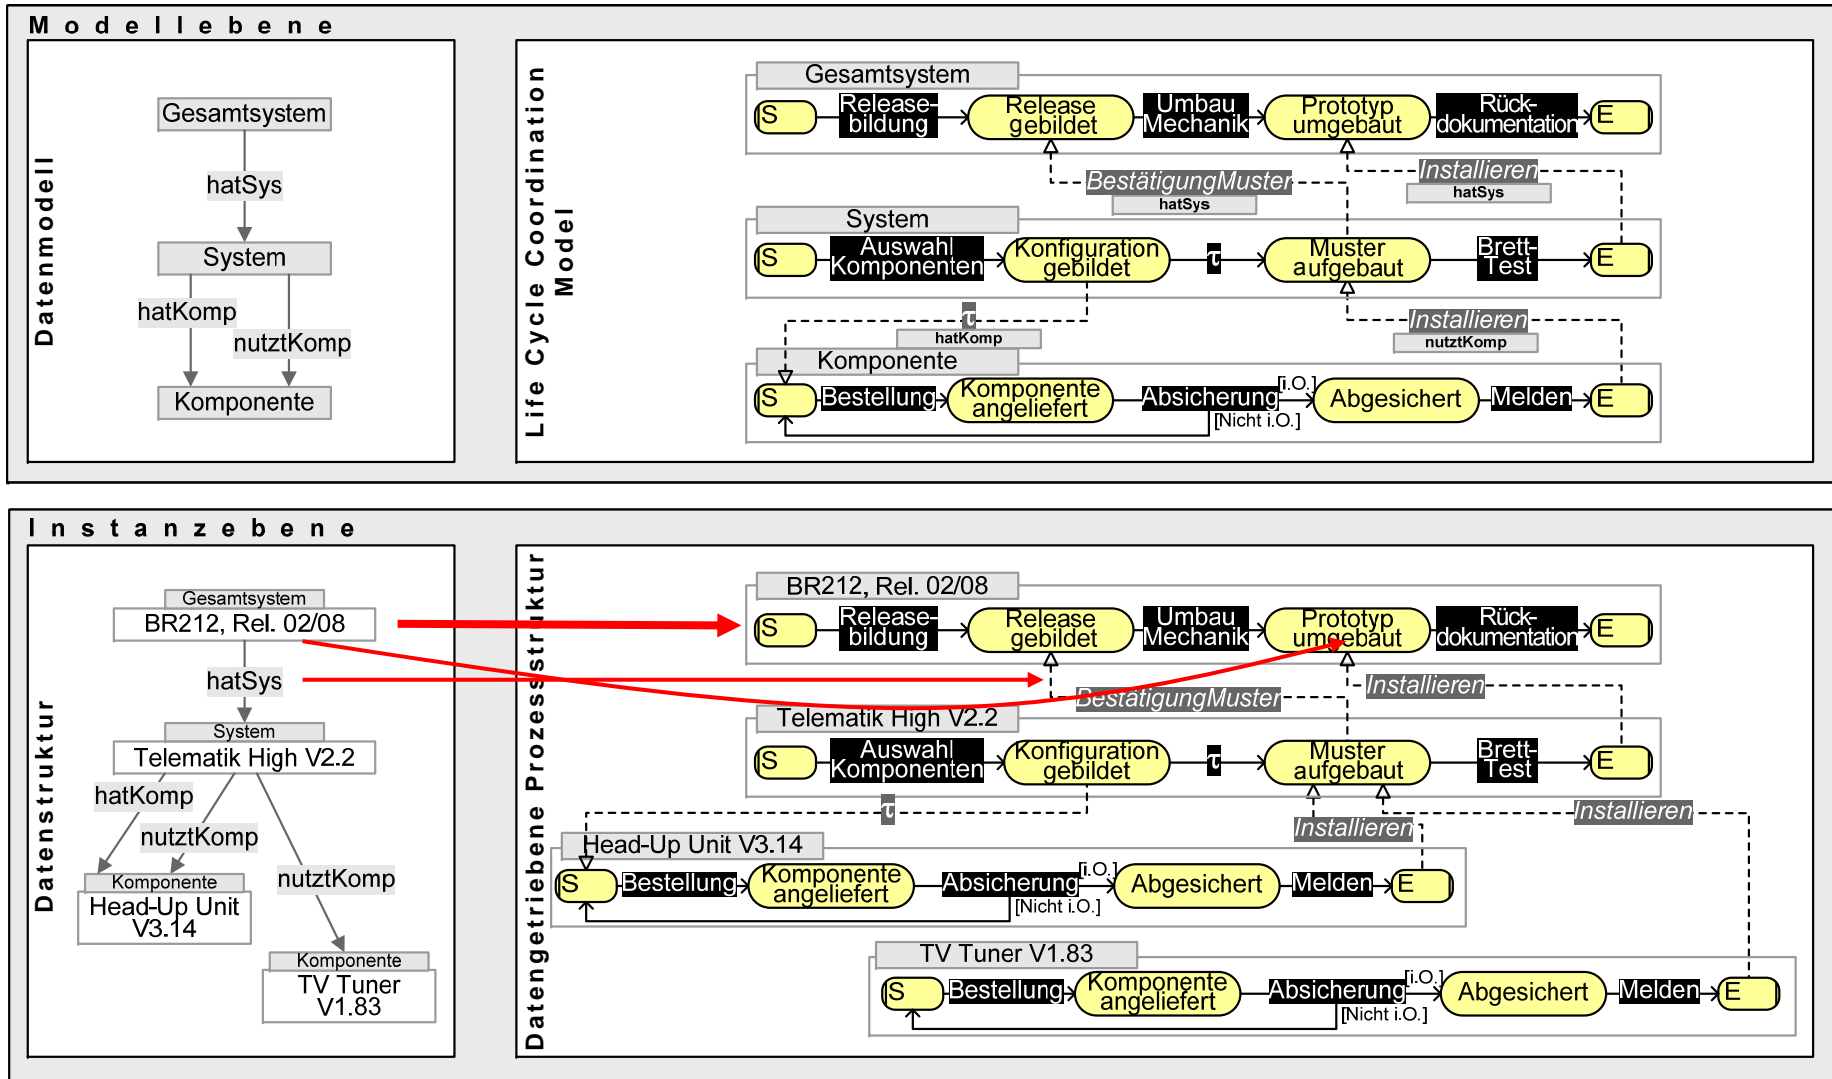 Modellebene
Datenmodell
Gesamtsystem
hatSys
System
hatKomp
nutztKomp
Komponente
Life Cycle Coordination
Model
Gesamtsystem
S
Release-
bildung
Release
gebildet
Umbau
Mechanik
Prototyp
umgebaut
Rück-
dokumentation
E
BestätigungMuster
hatSys
Installieren
hatSys
System
S
Auswahl
Komponenten
Konfiguration
gebildet
τ
Muster
aufgebaut
Brett-
Test
E
τ
hatKomp
Installieren
nutztKomp
Komponente
S
Bestellung
Komponente
angeliefert
Absicherung
[i.O.]
[Nicht i.O.]
Abgesichert
Melden
E
Instanzebene
Datenstruktur
Gesamtsystem
BR212, Rel. 02/08
hatSys
System
Telematik High V2.2
hatKomp
nutztKomp
nutztKomp
Komponente
Head-Up Unit
V3.14
Komponente
TV Tuner
V1.83
Datengetriebene Prozessstruktur
BR212, Rel. 02/08
S
Release-
bildung
Release
gebildet
Umbau
Mechanik
Prototyp
umgebaut
Rück-
dokumentation
E
BestätigungMuster
Installieren
Telematik High V2.2
S
Auswahl
Komponenten
Konfiguration
gebildet
τ
Muster
aufgebaut
Brett-
Test
E
τ
Installieren
Installieren
Head-Up Unit V3.14
S
Bestellung
Komponente
angeliefert
Absicherung
[i.O.]
[Nicht i.O.]
Abgesichert
Melden
E
TV Tuner V1.83
S
Bestellung
Komponente
angeliefert
Absicherung
[i.O.]
[Nicht i.O.]
Abgesichert
Melden
E